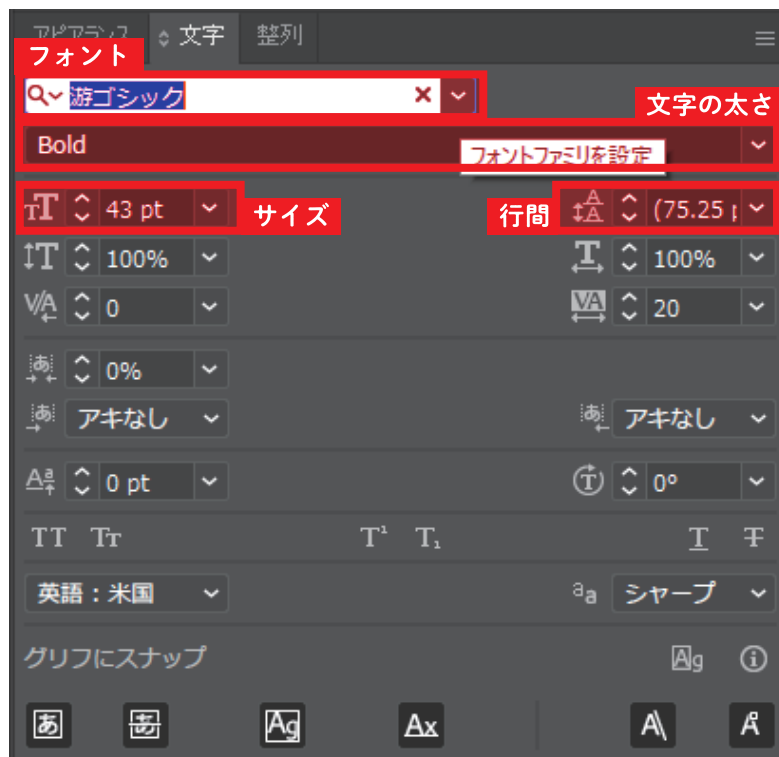 アピアランス 文字 整列
フォント
游ゴシック
文字の太さ
Bold
フォントファミリを設定
43 pt サイズ 行間 (75.25 p
100% 100%
0 20
0%
アキなし アキなし
0 pt 0°
英語：米国 シャープ
グリフにスナップ